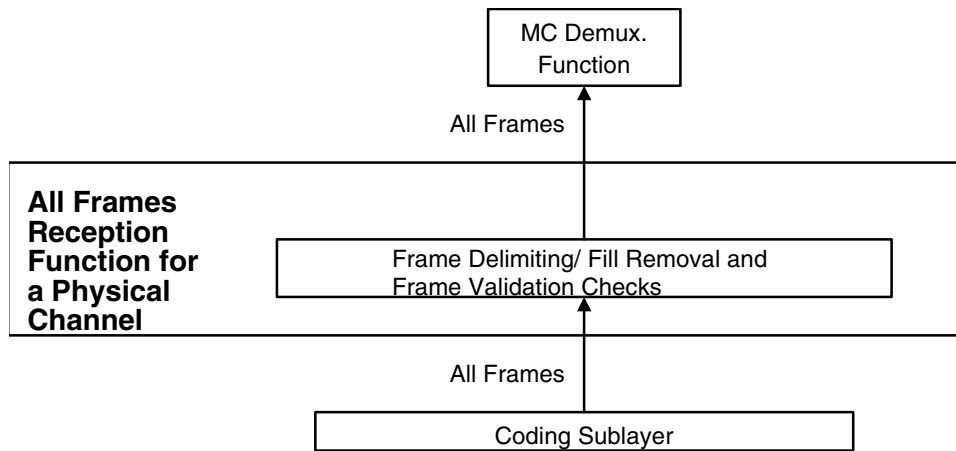 MC Demux.
Function
All Frames
All Frames
Reception
Function for
a Physical
Channel
Frame Delimiting/ Fill Removal and
Frame Validation Checks
All Frames
Coding Sublayer